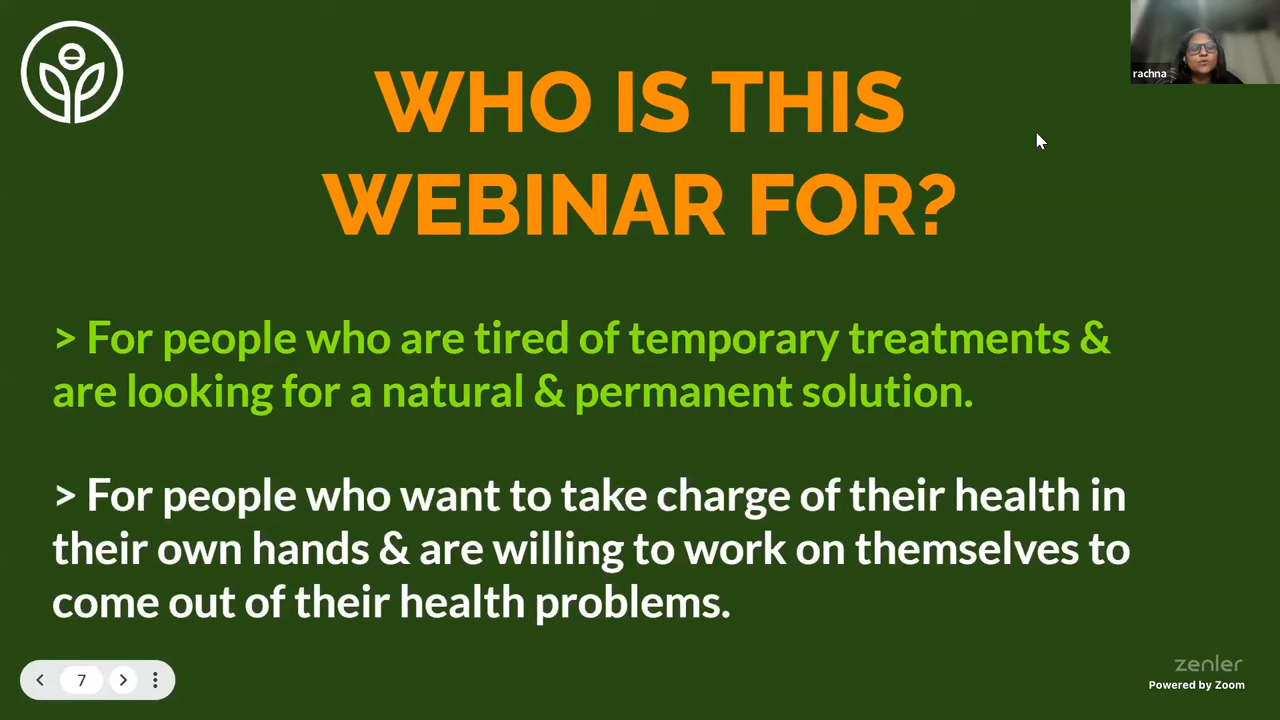 WHO IS THIS
WEBINAR FOR?
rachna
> For people who are tired of temporary treatments &
are looking for a natural & permanent solution.
> For people who want to take charge of their health in
their own hands & are willing to work on themselves to
come out of their health problems.
7
zenler
Powered by Zoom